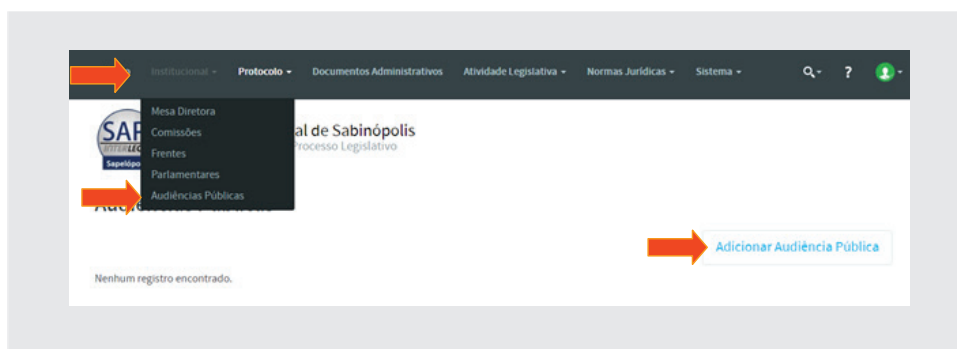 Institucional Protocolo Documentos Administrativos Atividade Legislativa Normas Jurídicas Sistema ?
Mesa Diretora
Comissões
Frentes
Parlamentares
Audiências Públicas
al de Sabinópolis
Processo Legislativo
SAP
Adicionar Audiência Pública
Nenhum registro encontrado.